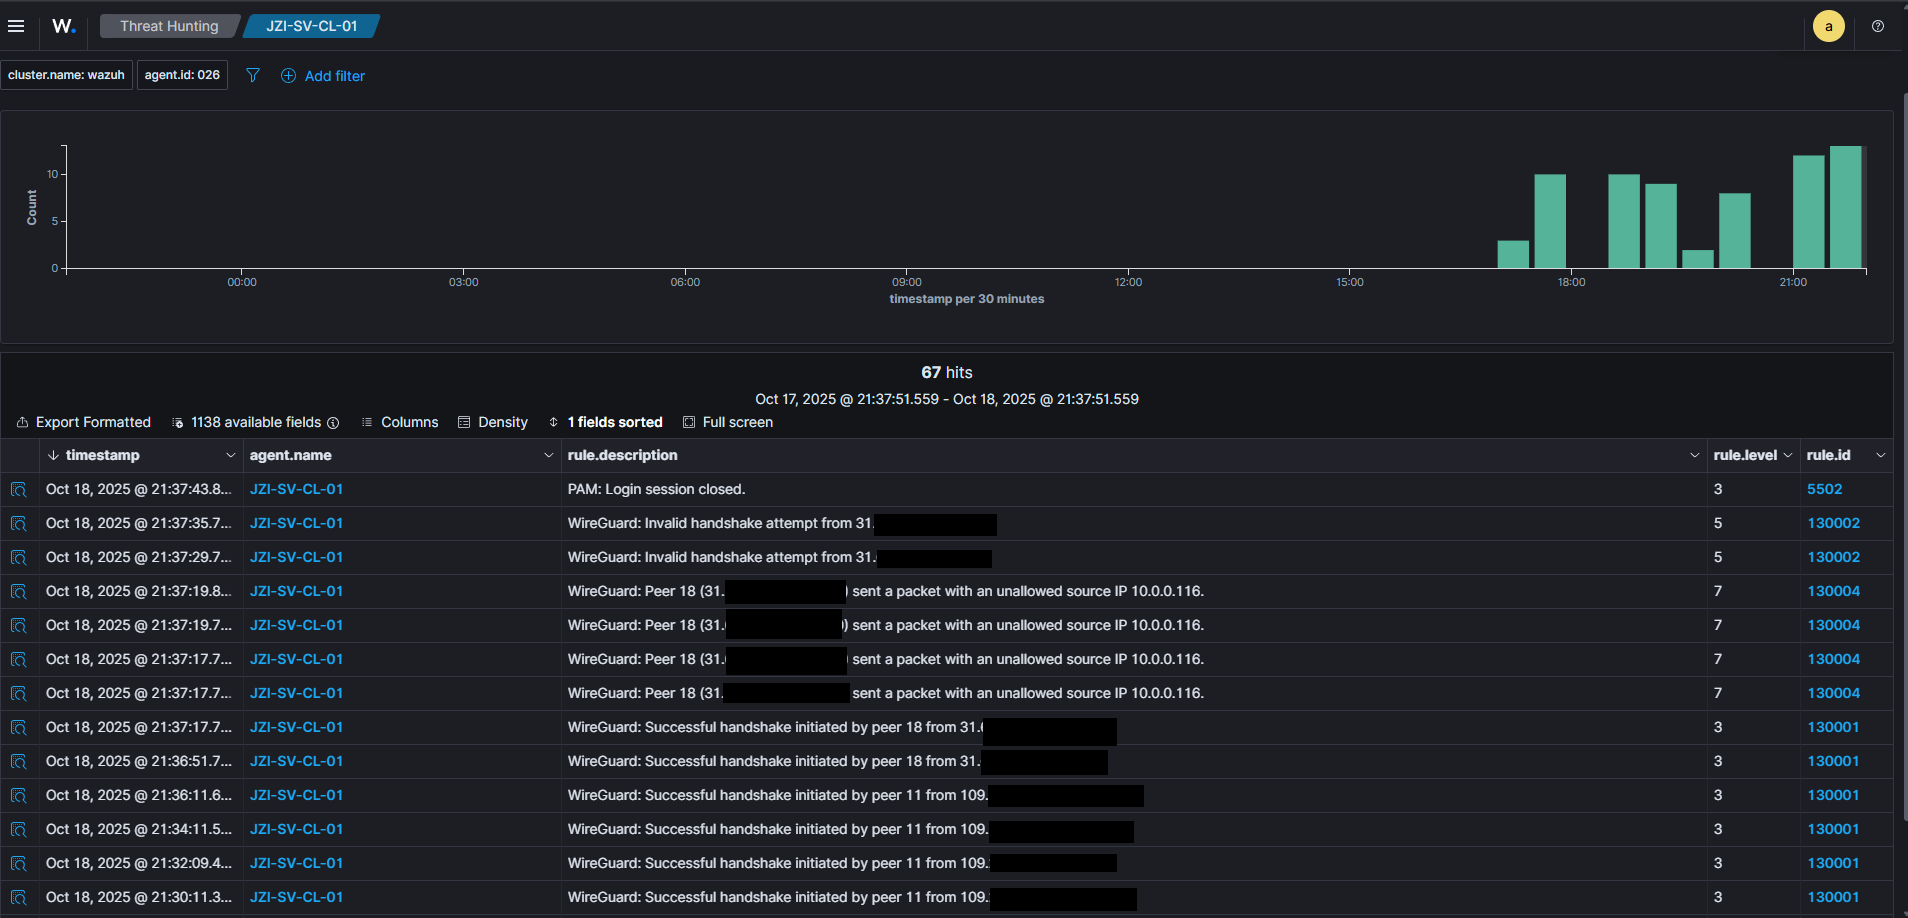 W.
Threat Hunting
JZI-SV-CL-01
a
cluster.name: wazuh
agent.id: 026
Add filter
10
5
0
Count
00:00 03:00 06:00 09:00 12:00 15:00 18:00 21:00
timestamp per 30 minutes
67 hits
Oct 17, 2025 @ 21:37:51.559 - Oct 18, 2025 @ 21:37:51.559
Export Formatted 1138 available fields Columns Density 1 fields sorted Full screen
timestamp agent.name rule.description rule.level rule.id
Oct 18, 2025 @ 21:37:43.8... JZI-SV-CL-01 PAM: Login session closed. 3 5502
Oct 18, 2025 @ 21:37:35.7... JZI-SV-CL-01 WireGuard: Invalid handshake attempt from 31. 5 130002
Oct 18, 2025 @ 21:37:29.7... JZI-SV-CL-01 WireGuard: Invalid handshake attempt from 31. 5 130002
Oct 18, 2025 @ 21:37:19.8... JZI-SV-CL-01 WireGuard: Peer 18 (31. ) sent a packet with an unallowed source IP 10.0.0.116. 7 130004
Oct 18, 2025 @ 21:37:19.7... JZI-SV-CL-01 WireGuard: Peer 18 (31. ) sent a packet with an unallowed source IP 10.0.0.116. 7 130004
Oct 18, 2025 @ 21:37:17.7... JZI-SV-CL-01 WireGuard: Peer 18 (31. ) sent a packet with an unallowed source IP 10.0.0.116. 7 130004
Oct 18, 2025 @ 21:37:17.7... JZI-SV-CL-01 WireGuard: Peer 18 (31. sent a packet with an unallowed source IP 10.0.0.116. 7 130004
Oct 18, 2025 @ 21:37:17.7... JZI-SV-CL-01 WireGuard: Successful handshake initiated by peer 18 from 31. 3 130001
Oct 18, 2025 @ 21:36:51.7... JZI-SV-CL-01 WireGuard: Successful handshake initiated by peer 18 from 31. 3 130001
Oct 18, 2025 @ 21:36:11.6... JZI-SV-CL-01 WireGuard: Successful handshake initiated by peer 11 from 109. 3 130001
Oct 18, 2025 @ 21:34:11.5... JZI-SV-CL-01 WireGuard: Successful handshake initiated by peer 11 from 109. 3 130001
Oct 18, 2025 @ 21:32:09.4... JZI-SV-CL-01 WireGuard: Successful handshake initiated by peer 11 from 109. 3 130001
Oct 18, 2025 @ 21:30:11.3... JZI-SV-CL-01 WireGuard: Successful handshake initiated by peer 11 from 109. 3 130001